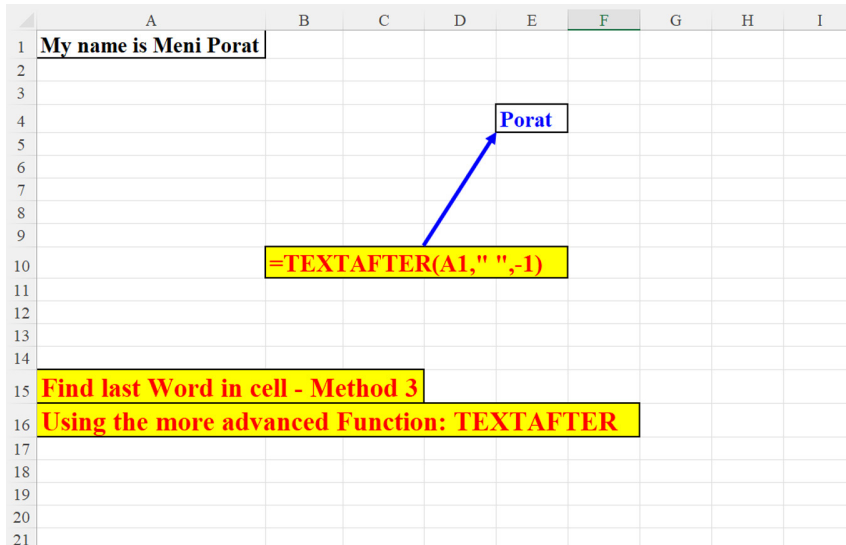 A B C D E F G H I
1 My name is Meni Porat
2
3
4 Porat
5
6
7
8
9
10 =TEXTAFTER(A1," ",-1)
11
12
13
14
15 Find last Word in cell - Method 3
16 Using the more advanced Function: TEXTAFTER
17
18
19
20
21